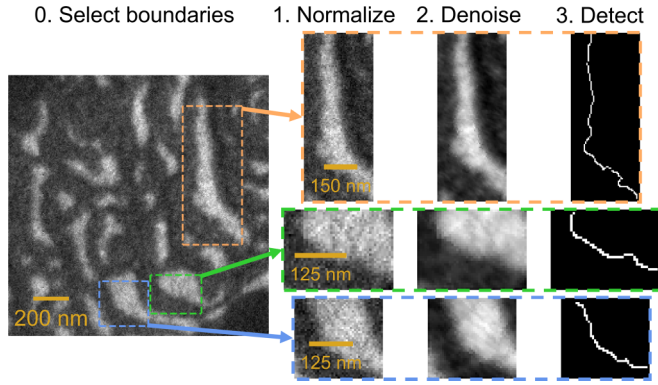 0. Select boundaries
1. Normalize
2. Denoise
3. Detect
150 nm
125 nm
200 nm
125 nm